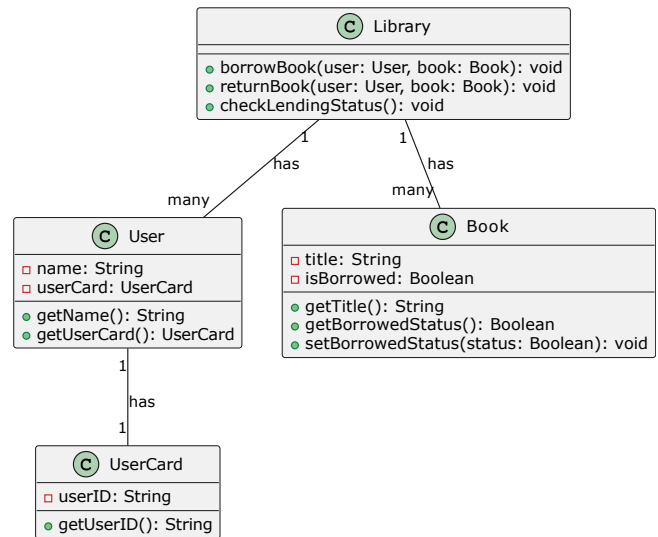 C Library
borrowBook(user: User, book: Book): void
returnBook(user: User, book: Book): void
checkLendingStatus(): void
1
has
many
1
has
many
C User
name: String
userCard: UserCard
getName(): String
getUserCard(): UserCard
C Book
title: String
isBorrowed: Boolean
getTitle(): String
getBorrowedStatus(): Boolean
setBorrowedStatus(status: Boolean): void
1
has
1
C UserCard
userID: String
getUserID(): String